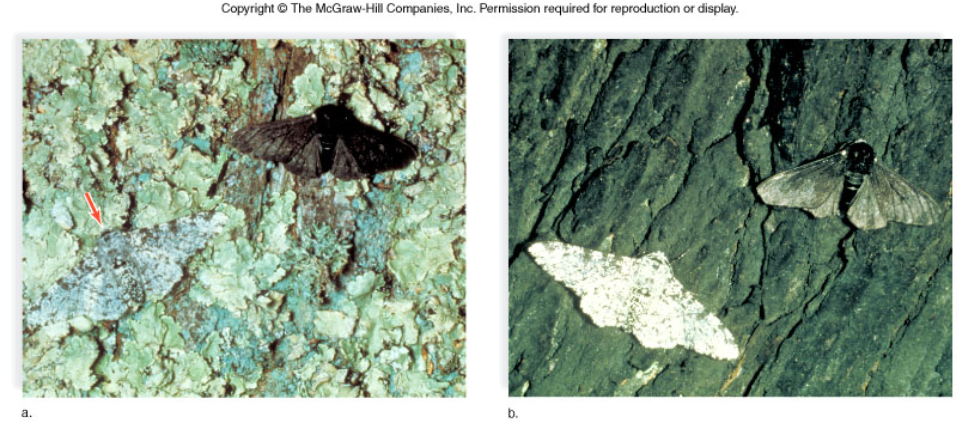 Copyright © The McGraw-Hill Companies, Inc. Permission required for reproduction or display.
a.
b.